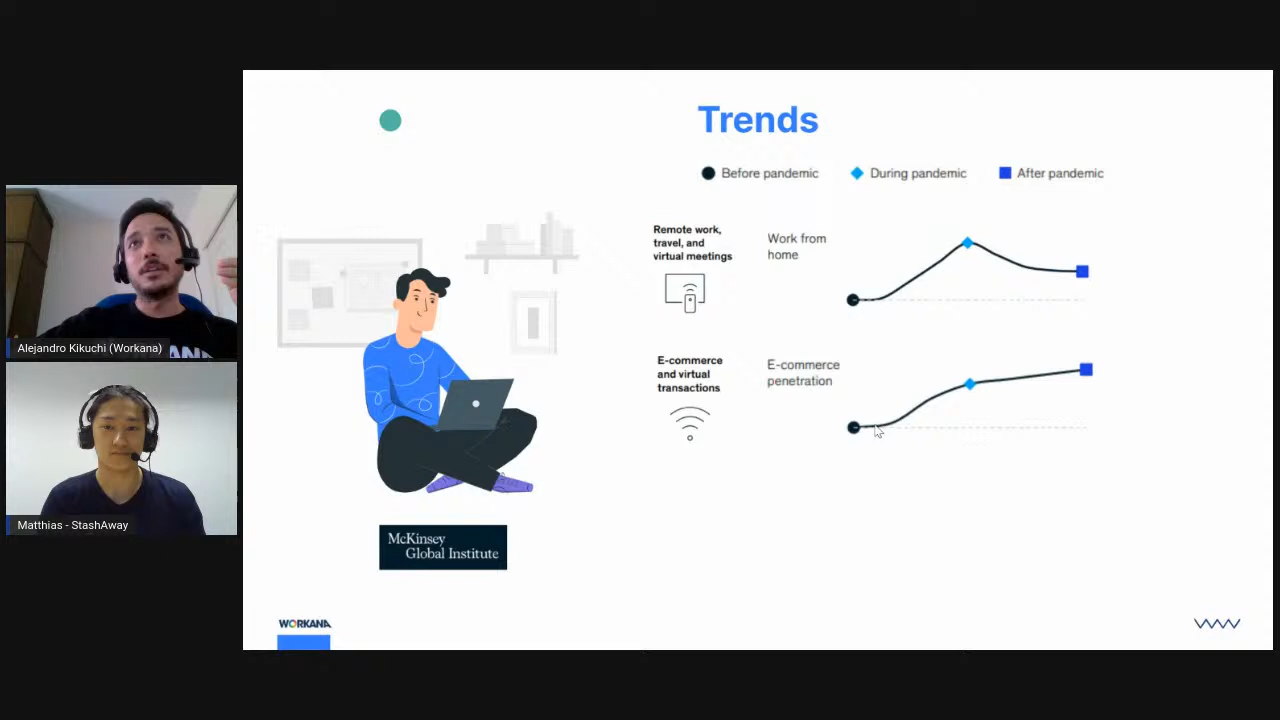 Trends
Before pandemic
During pandemic
After pandemic
Remote work,
travel, and
virtual meetings
Work from
home
E-commerce
and virtual
transactions
E-commerce
penetration
Alejandro Kikuchi (Workana)
Matthias - StashAway
McKinsey
Global Institute
WORKANA